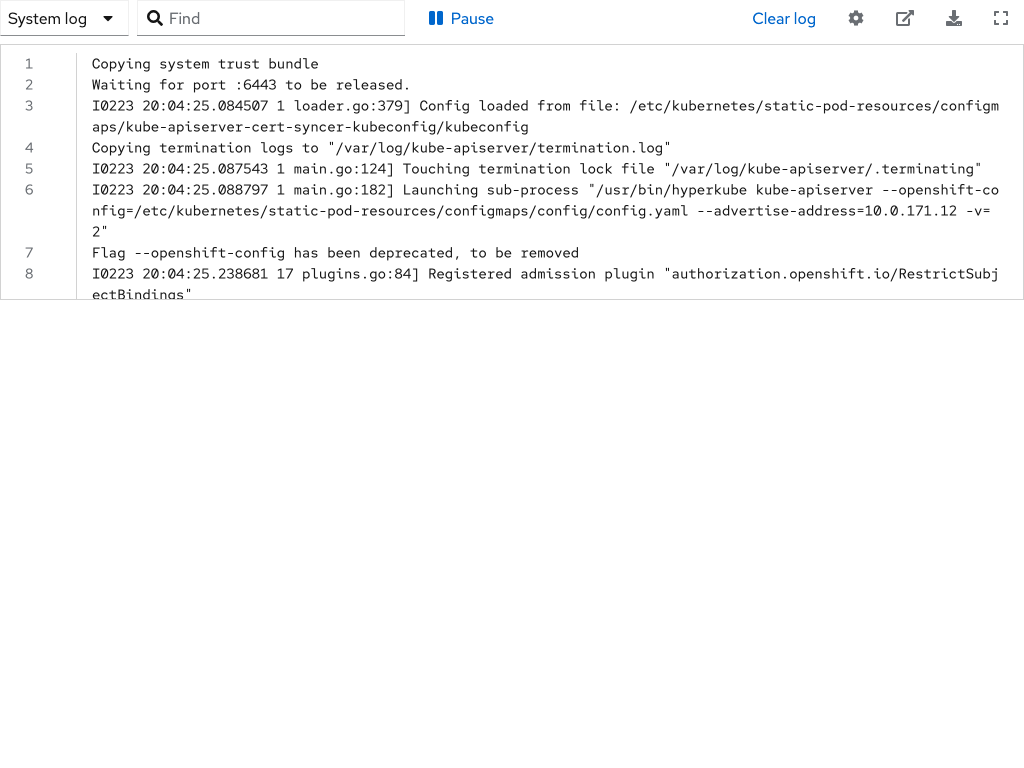 System log
Find
Pause
Clear log
1 Copying system trust bundle
2 Waiting for port :6443 to be released.
3 I0223 20:04:25.084507 1 loader.go:379] Config loaded from file: /etc/kubernetes/static-pod-resources/configm
aps/kube-apiserver-cert-syncer-kubeconfig/kubeconfig
4 Copying termination logs to "/var/log/kube-apiserver/termination.log"
5 I0223 20:04:25.087543 1 main.go:124] Touching termination lock file "/var/log/kube-apiserver/.terminating"
6 I0223 20:04:25.088797 1 main.go:182] Launching sub-process "/usr/bin/hyperkube kube-apiserver --openshift-co
nfig=/etc/kubernetes/static-pod-resources/configmaps/config/config.yaml --advertise-address=10.0.171.12 -v=
2"
7 Flag --openshift-config has been deprecated, to be removed
8 I0223 20:04:25.238681 17 plugins.go:84] Registered admission plugin "authorization.openshift.io/RestrictSubj
ectBindings"